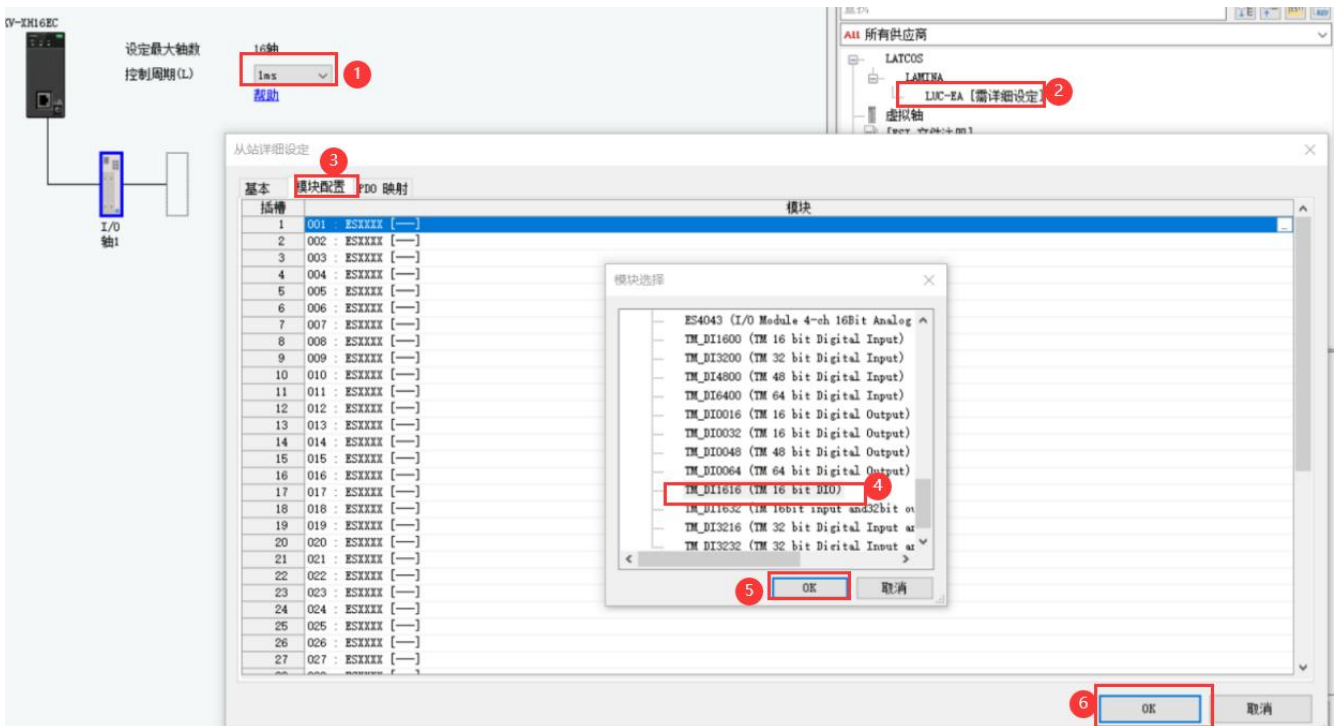 KV-XH16EC
设定最大轴数 16轴
控制周期(L) 1ms
1
帮助
I/O
轴1
查找
All 所有供应商
LATCOS
LAMINA
LUC-EA [需详细设定]
2
虚拟轴
从站详细设定
3
基本 模块配置 PDO 映射
插槽 模块
1 001 : ESXXXX [——]
2 002 : ESXXXX [——]
3 003 : ESXXXX [——]
4 004 : ESXXXX [——]
5 005 : ESXXXX [——]
6 006 : ESXXXX [——]
7 007 : ESXXXX [——]
8 008 : ESXXXX [——]
9 009 : ESXXXX [——]
10 010 : ESXXXX [——]
11 011 : ESXXXX [——]
12 012 : ESXXXX [——]
13 013 : ESXXXX [——]
14 014 : ESXXXX [——]
15 015 : ESXXXX [——]
16 016 : ESXXXX [——]
17 017 : ESXXXX [——]
18 018 : ESXXXX [——]
19 019 : ESXXXX [——]
20 020 : ESXXXX [——]
21 021 : ESXXXX [——]
22 022 : ESXXXX [——]
23 023 : ESXXXX [——]
24 024 : ESXXXX [——]
25 025 : ESXXXX [——]
26 026 : ESXXXX [——]
27 027 : ESXXXX [——]
模块选择
ES4043 (I/O Module 4-ch 16Bit Analog
TM_DI1600 (TM 16 bit Digital Input)
TM_DI3200 (TM 32 bit Digital Input)
TM_DI4800 (TM 48 bit Digital Input)
TM_DI6400 (TM 64 bit Digital Input)
TM_DI0016 (TM 16 bit Digital Output)
TM_DI0032 (TM 16 bit Digital Output)
TM_DI0048 (TM 48 bit Digital Output)
TM_DI0064 (TM 64 bit Digital Output)
TM_DI1616 (TM 16 bit DIO)
4
TM_DI1632 (TM 16bit input and32bit ou
TM_DI3216 (TM 32 bit Digital Input an
TM_DI3232 (TM 32 bit Digital Input an
5
OK 取消
6
OK 取消